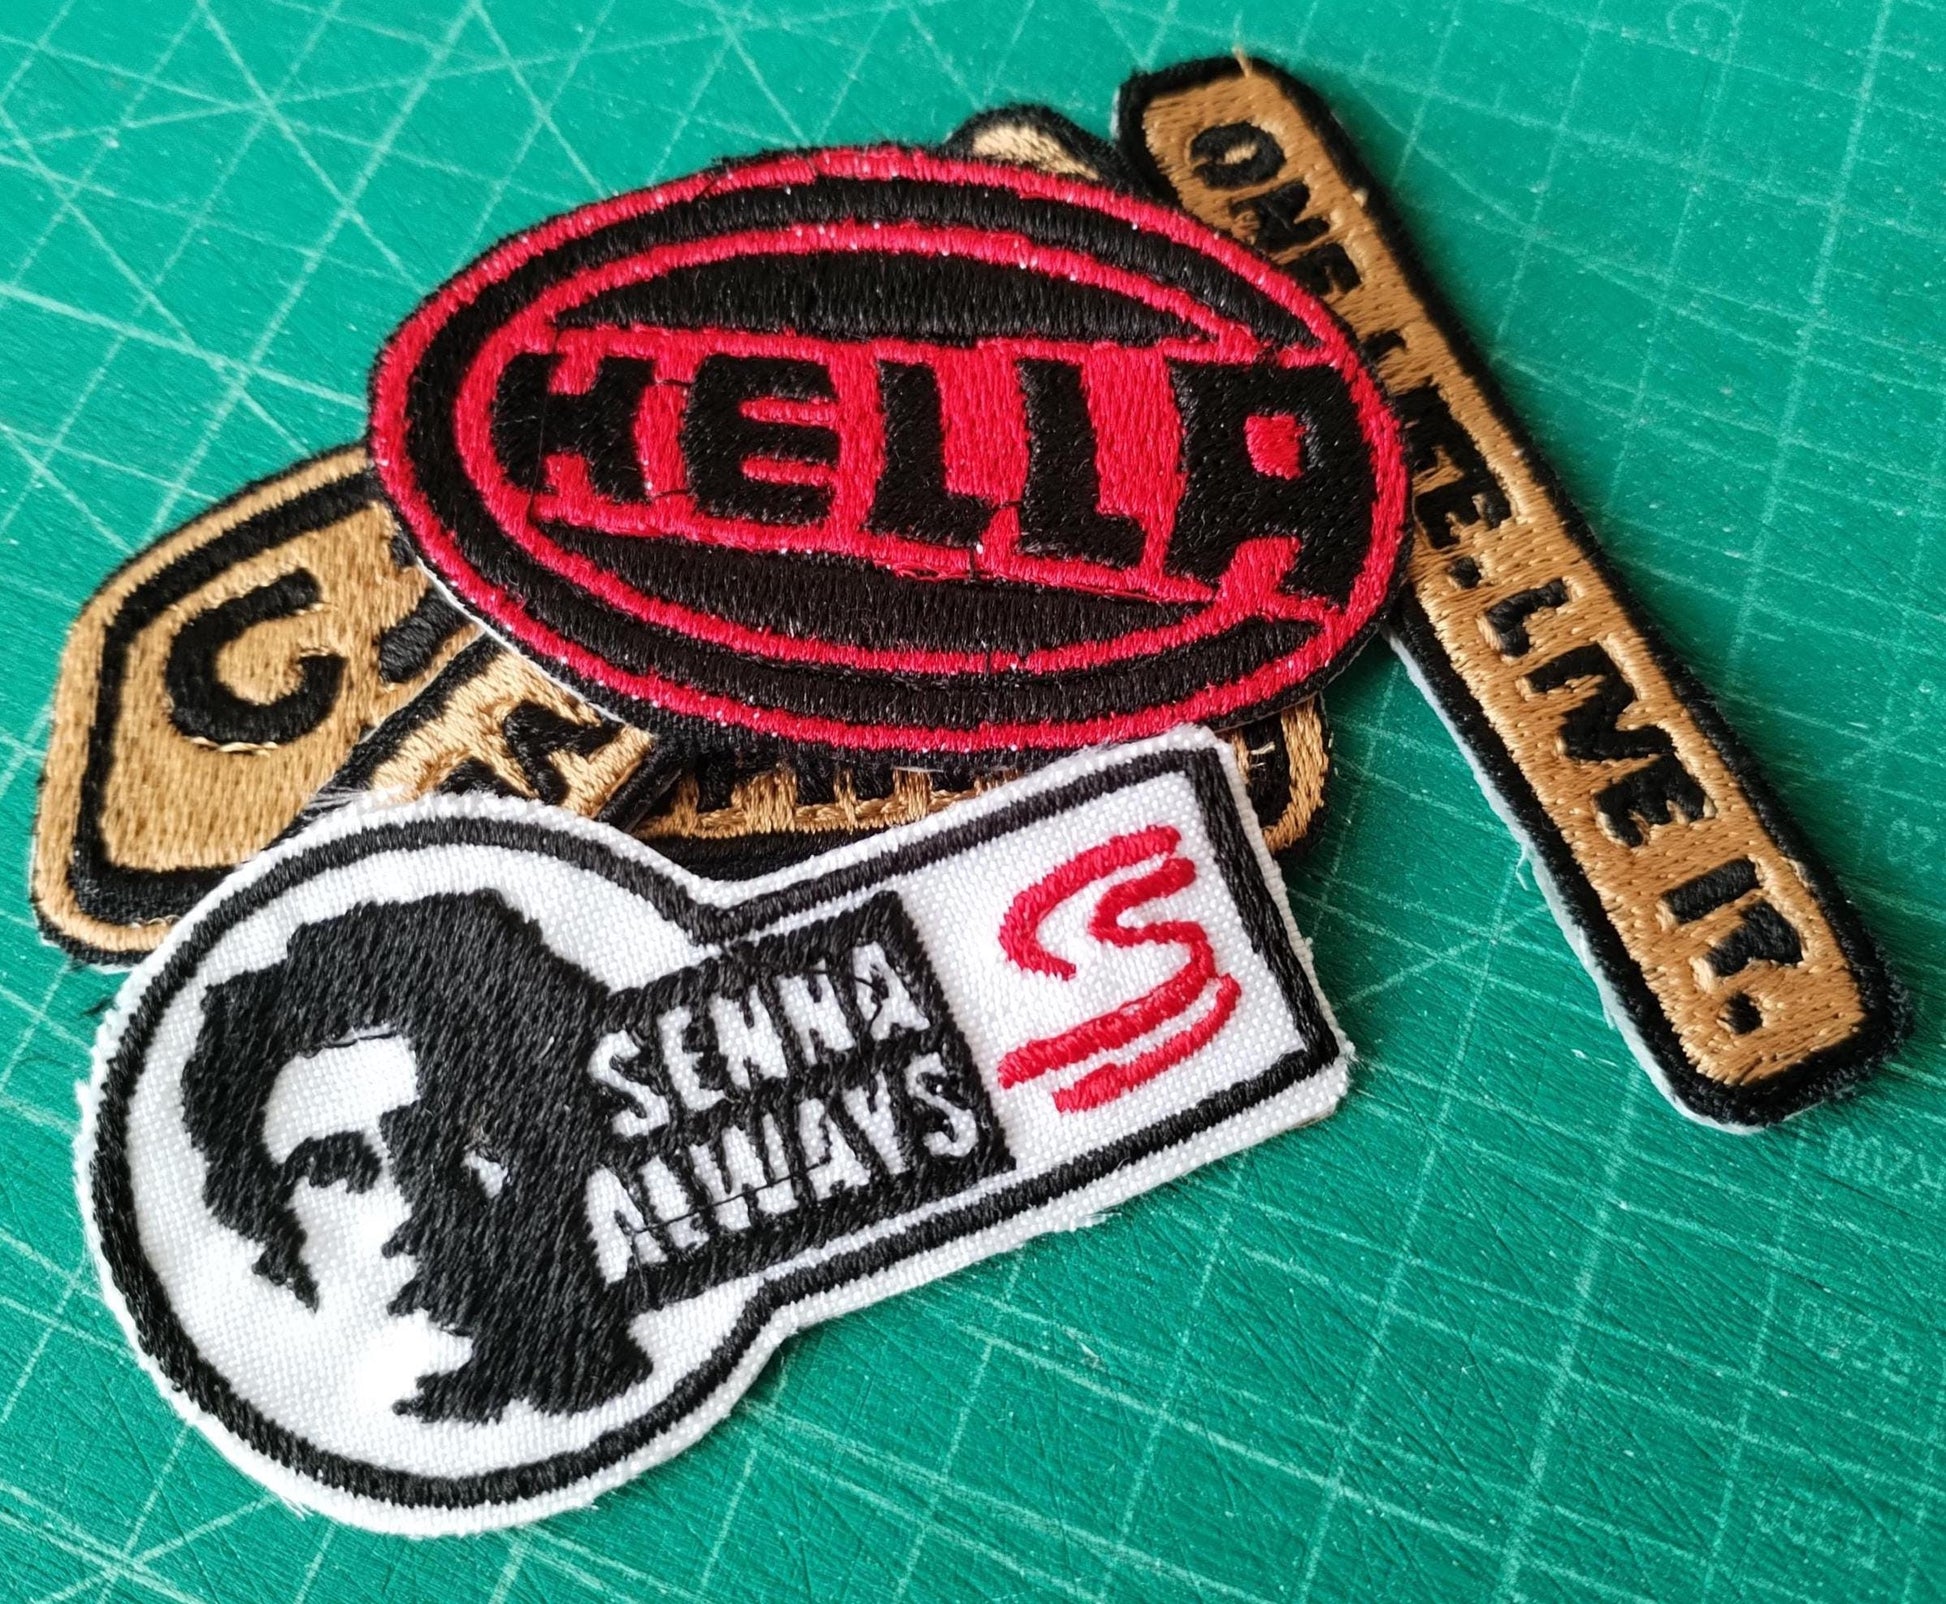 HELLA
ONE LIFE. LIVE IT.
SENNA
ALWAYS
S